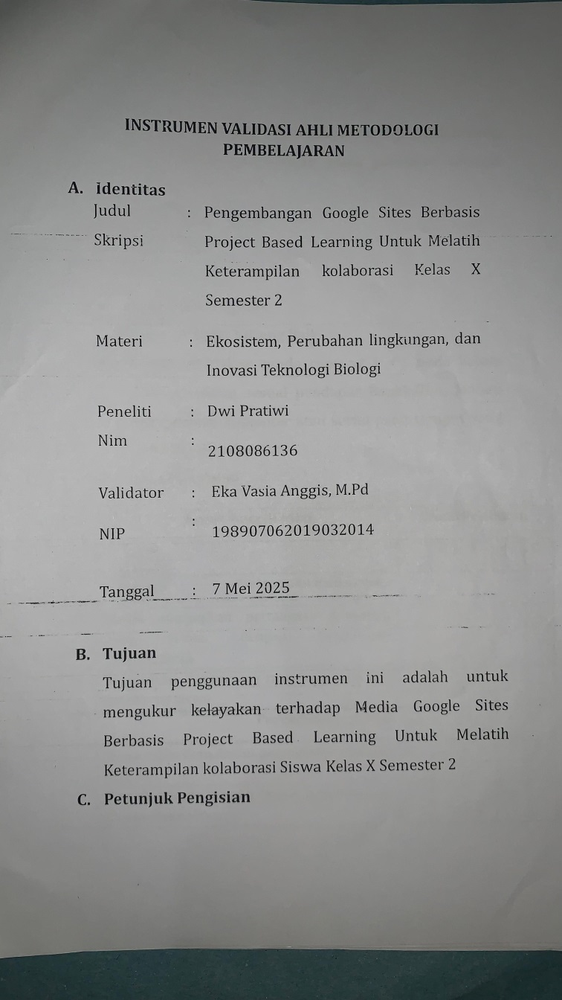 INSTRUMEN VALIDASI AHLI METODOLOGI
PEMBELAJARAN
A. Identitas
Judul : Pengembangan Google Sites Berbasis
Skripsi Project Based Learning Untuk Melatih
Keterampilan kolaborasi Kelas X
Semester 2
Materi : Ekosistem, Perubahan lingkungan, dan
Inovasi Teknologi Biologi
Peneliti : Dwi Pratiwi
Nim : 2108086136
Validator : Eka Vasia Anggis, M.Pd
NIP : 198907062019032014
Tanggal : 7 Mei 2025
B. Tujuan
Tujuan penggunaan instrumen ini adalah untuk
mengukur kelayakan terhadap Media Google Sites
Berbasis Project Based Learning Untuk Melatih
Keterampilan kolaborasi Siswa Kelas X Semester 2
C. Petunjuk Pengisian